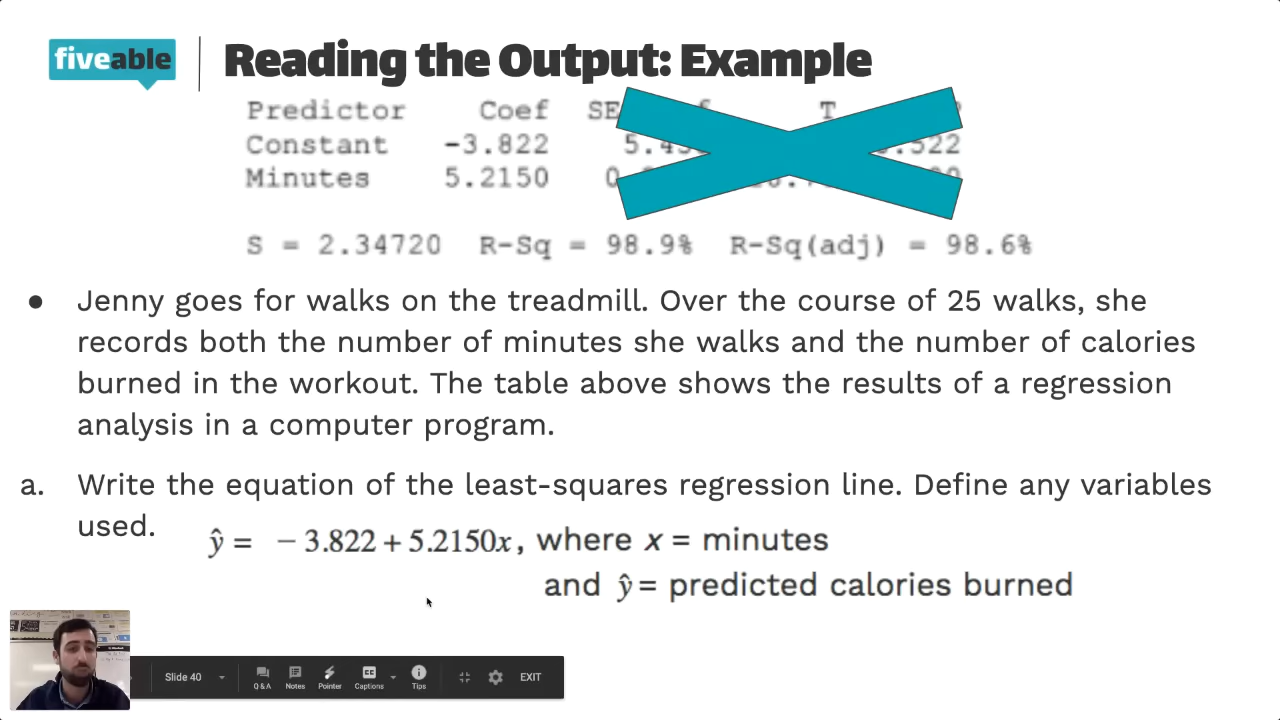 fiveable
Reading the Output: Example
Predictor Coef SE T
Constant -3.822
Minutes 5.2150
S = 2.34720 R-Sq = 98.9% R-Sq(adj) = 98.6%
● Jenny goes for walks on the treadmill. Over the course of 25 walks, she
records both the number of minutes she walks and the number of calories
burned in the workout. The table above shows the results of a regression
analysis in a computer program.
a. Write the equation of the least-squares regression line. Define any variables
used.
ŷ = − 3.822 + 5.2150x, where x = minutes
and ŷ = predicted calories burned
Slide 40 Q & A Notes Pointer CC Captions Tips EXIT